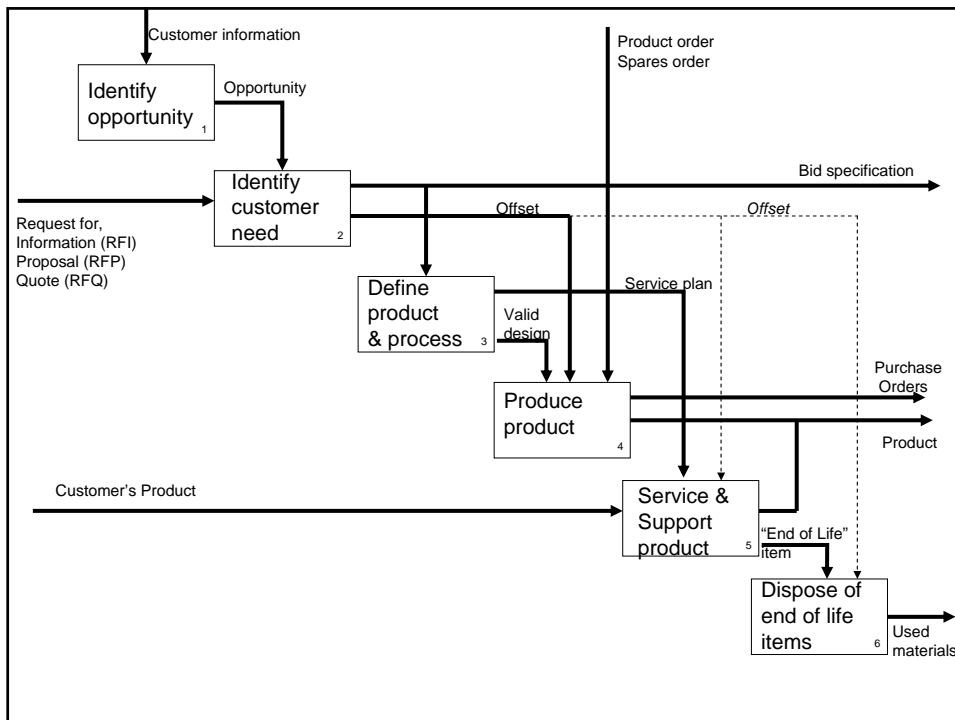 Customer information
Product order
Spares order
Identify
opportunity
1
Opportunity
Bid specification
Identify
customer
need
2
Request for,
Information (RFI)
Proposal (RFP)
Quote (RFQ)
Offset
Offset
Define
product
& process
3
Service plan
Valid
design
Purchase
Orders
Produce
product
4
Product
Customer’s Product
Service &
Support
product
5
“End of Life”
item
Dispose of
end of life
items
6
Used
materials